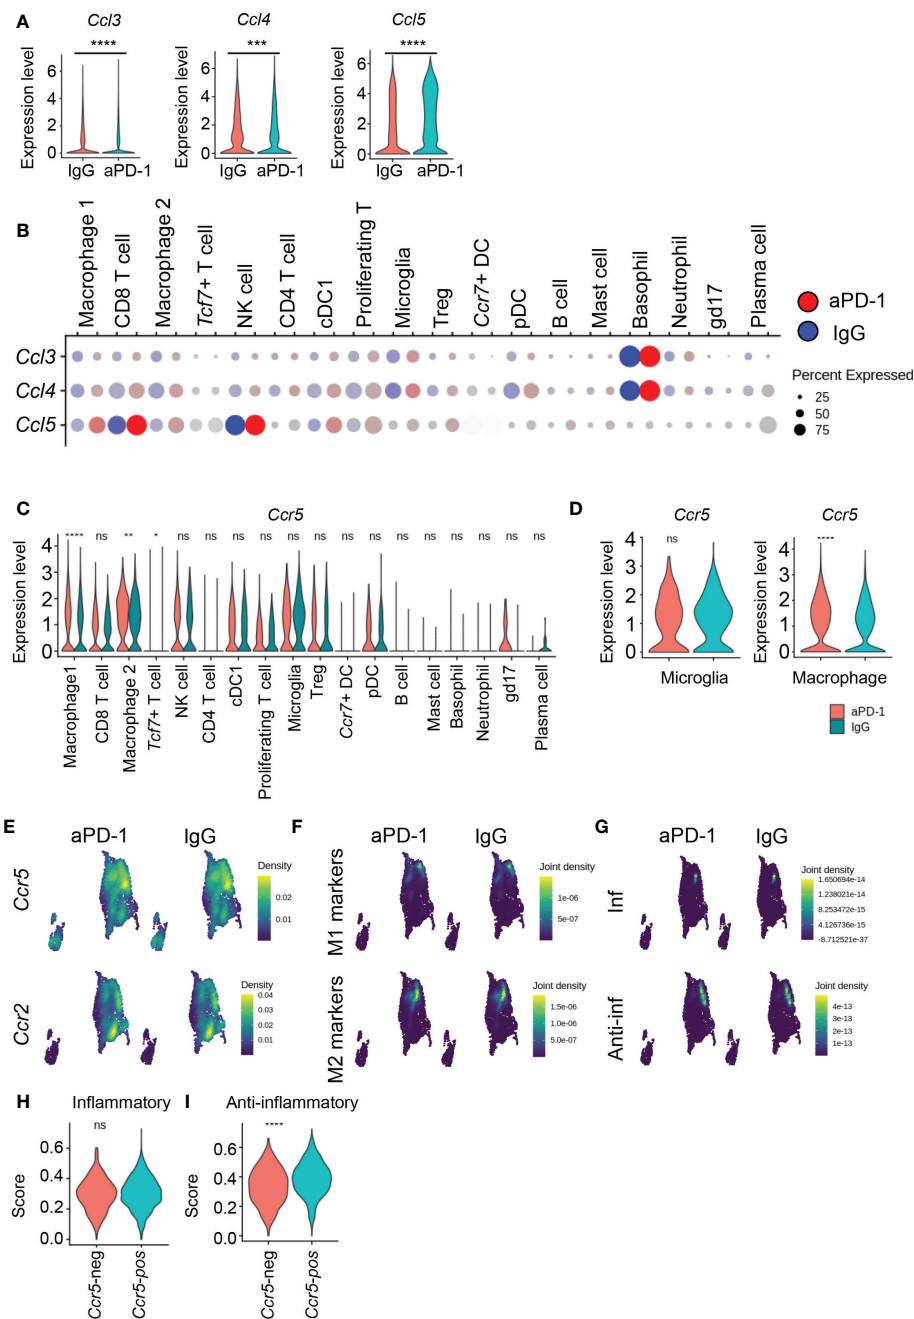 A
Ccl3
Ccl4
Ccl5
****
***
****
Expression level
6
4
2
0
IgG aPD-1
Expression level
6
4
2
0
IgG aPD-1
Expression level
6
4
2
0
IgG aPD-1
B
Macrophage 1
CD8 T cell
Macrophage 2
Tcf7+ T cell
NK cell
CD4 T cell
cDC1
Proliferating T
Microglia
Treg
Ccr7+ DC
pDC
B cell
Mast cell
Basophil
Neutrophil
gd17
Plasma cell
Ccl3
Ccl4
Ccl5
aPD-1
IgG
Percent Expressed
25
50
75
C
Ccr5
**** ns ** * ns ns ns ns ns ns ns ns ns ns ns ns ns ns
Expression level
4
3
2
1
0
Macrophage1
CD8 T cell
Macrophage 2
Tcf7+ T cell
NK cell
CD4 T cell
cDC1
Proliferating T cell
Microglia
Treg
Ccr7+ DC
pDC
B cell
Mast cell
Basophil
Neutrophil
gd17
Plasma cell
D
Ccr5
ns
Expression level
4
3
2
1
0
Microglia
Ccr5
****
Expression level
4
3
2
1
0
Macrophage
aPD-1
IgG
E
aPD-1 IgG
Ccr5
Density
0.02
0.01
Ccr2
Density
0.04
0.03
0.02
0.01
F
aPD-1 IgG
M1 markers
Joint density
1e-06
5e-07
M2 markers
Joint density
1.5e-06
1.0e-06
5.0e-07
G
aPD-1 IgG
Inf
Joint density
1.650694e-14
1.238021e-14
8.253472e-15
4.126736e-15
-8.712521e-37
Anti-inf
Joint density
4e-13
3e-13
2e-13
1e-13
H
Inflammatory
ns
Score
0.6
0.4
0.2
0.0
Ccr5-neg
Ccr5-pos
I
Anti-inflammatory
****
Score
0.6
0.4
0.2
0.0
Ccr5-neg
Ccr5-pos